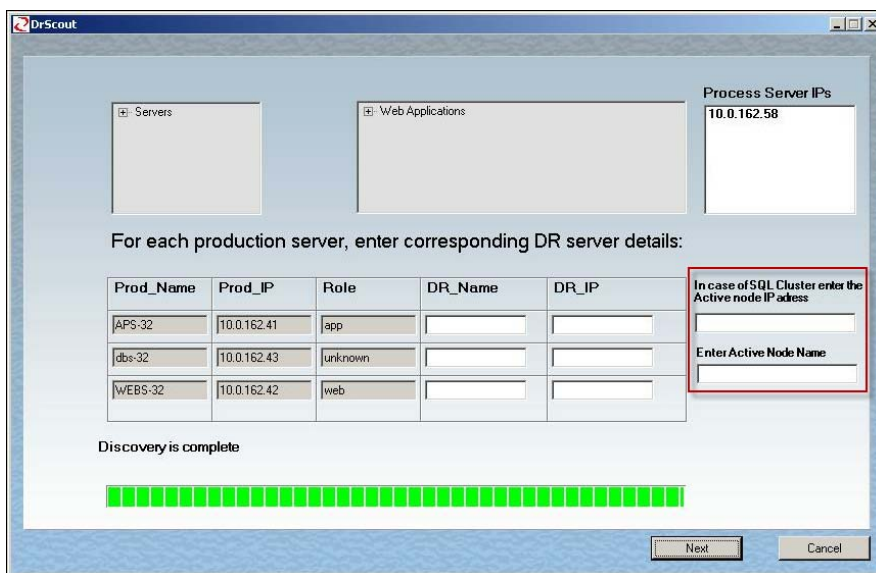 DrScout
Process Server IPs
Servers
Web Applications
10.0.162.58
For each production server, enter corresponding DR server details:
Prod_Name Prod_IP Role DR_Name DR_IP
In case of SQL Cluster enter the
Active node IP adress
APS-32 10.0.162.41 app
dbs-32 10.0.162.43 unknown
Enter Active Node Name
WEBS-32 10.0.162.42 web
Discovery is complete
Next Cancel